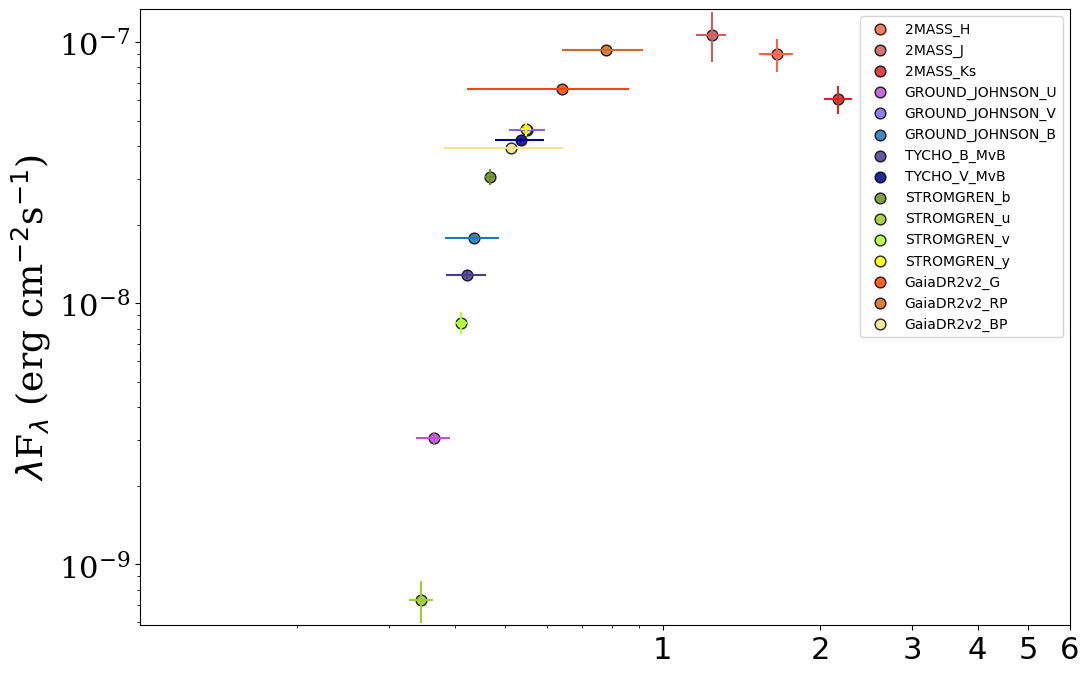 10⁻⁷
10⁻⁸
10⁻⁹
λF_λ (erg cm⁻²s⁻¹)
2MASS_H
2MASS_J
2MASS_Ks
GROUND_JOHNSON_U
GROUND_JOHNSON_V
GROUND_JOHNSON_B
TYCHO_B_MvB
TYCHO_V_MvB
STROMGREN_b
STROMGREN_u
STROMGREN_v
STROMGREN_y
GaiaDR2v2_G
GaiaDR2v2_RP
GaiaDR2v2_BP
1 2 3 4 5 6